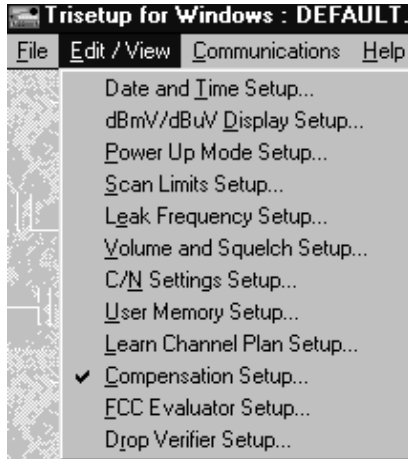 Trisetup for Windows : DEFAULT.
File Edit / View Communications Help
Date and Time Setup...
dBmV/dBuV Display Setup...
Power Up Mode Setup...
Scan Limits Setup...
Leak Frequency Setup...
Volume and Squelch Setup...
C/N Settings Setup...
User Memory Setup...
Learn Channel Plan Setup...
✔ Compensation Setup...
FCC Evaluator Setup...
Drop Verifier Setup...